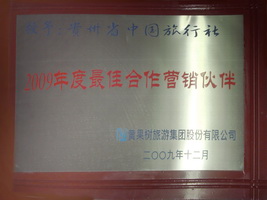 授予：贵州省中国旅行社
2009年度最佳合作营销伙伴
黄果树旅游集团股份有限公司
二〇〇九年十二月